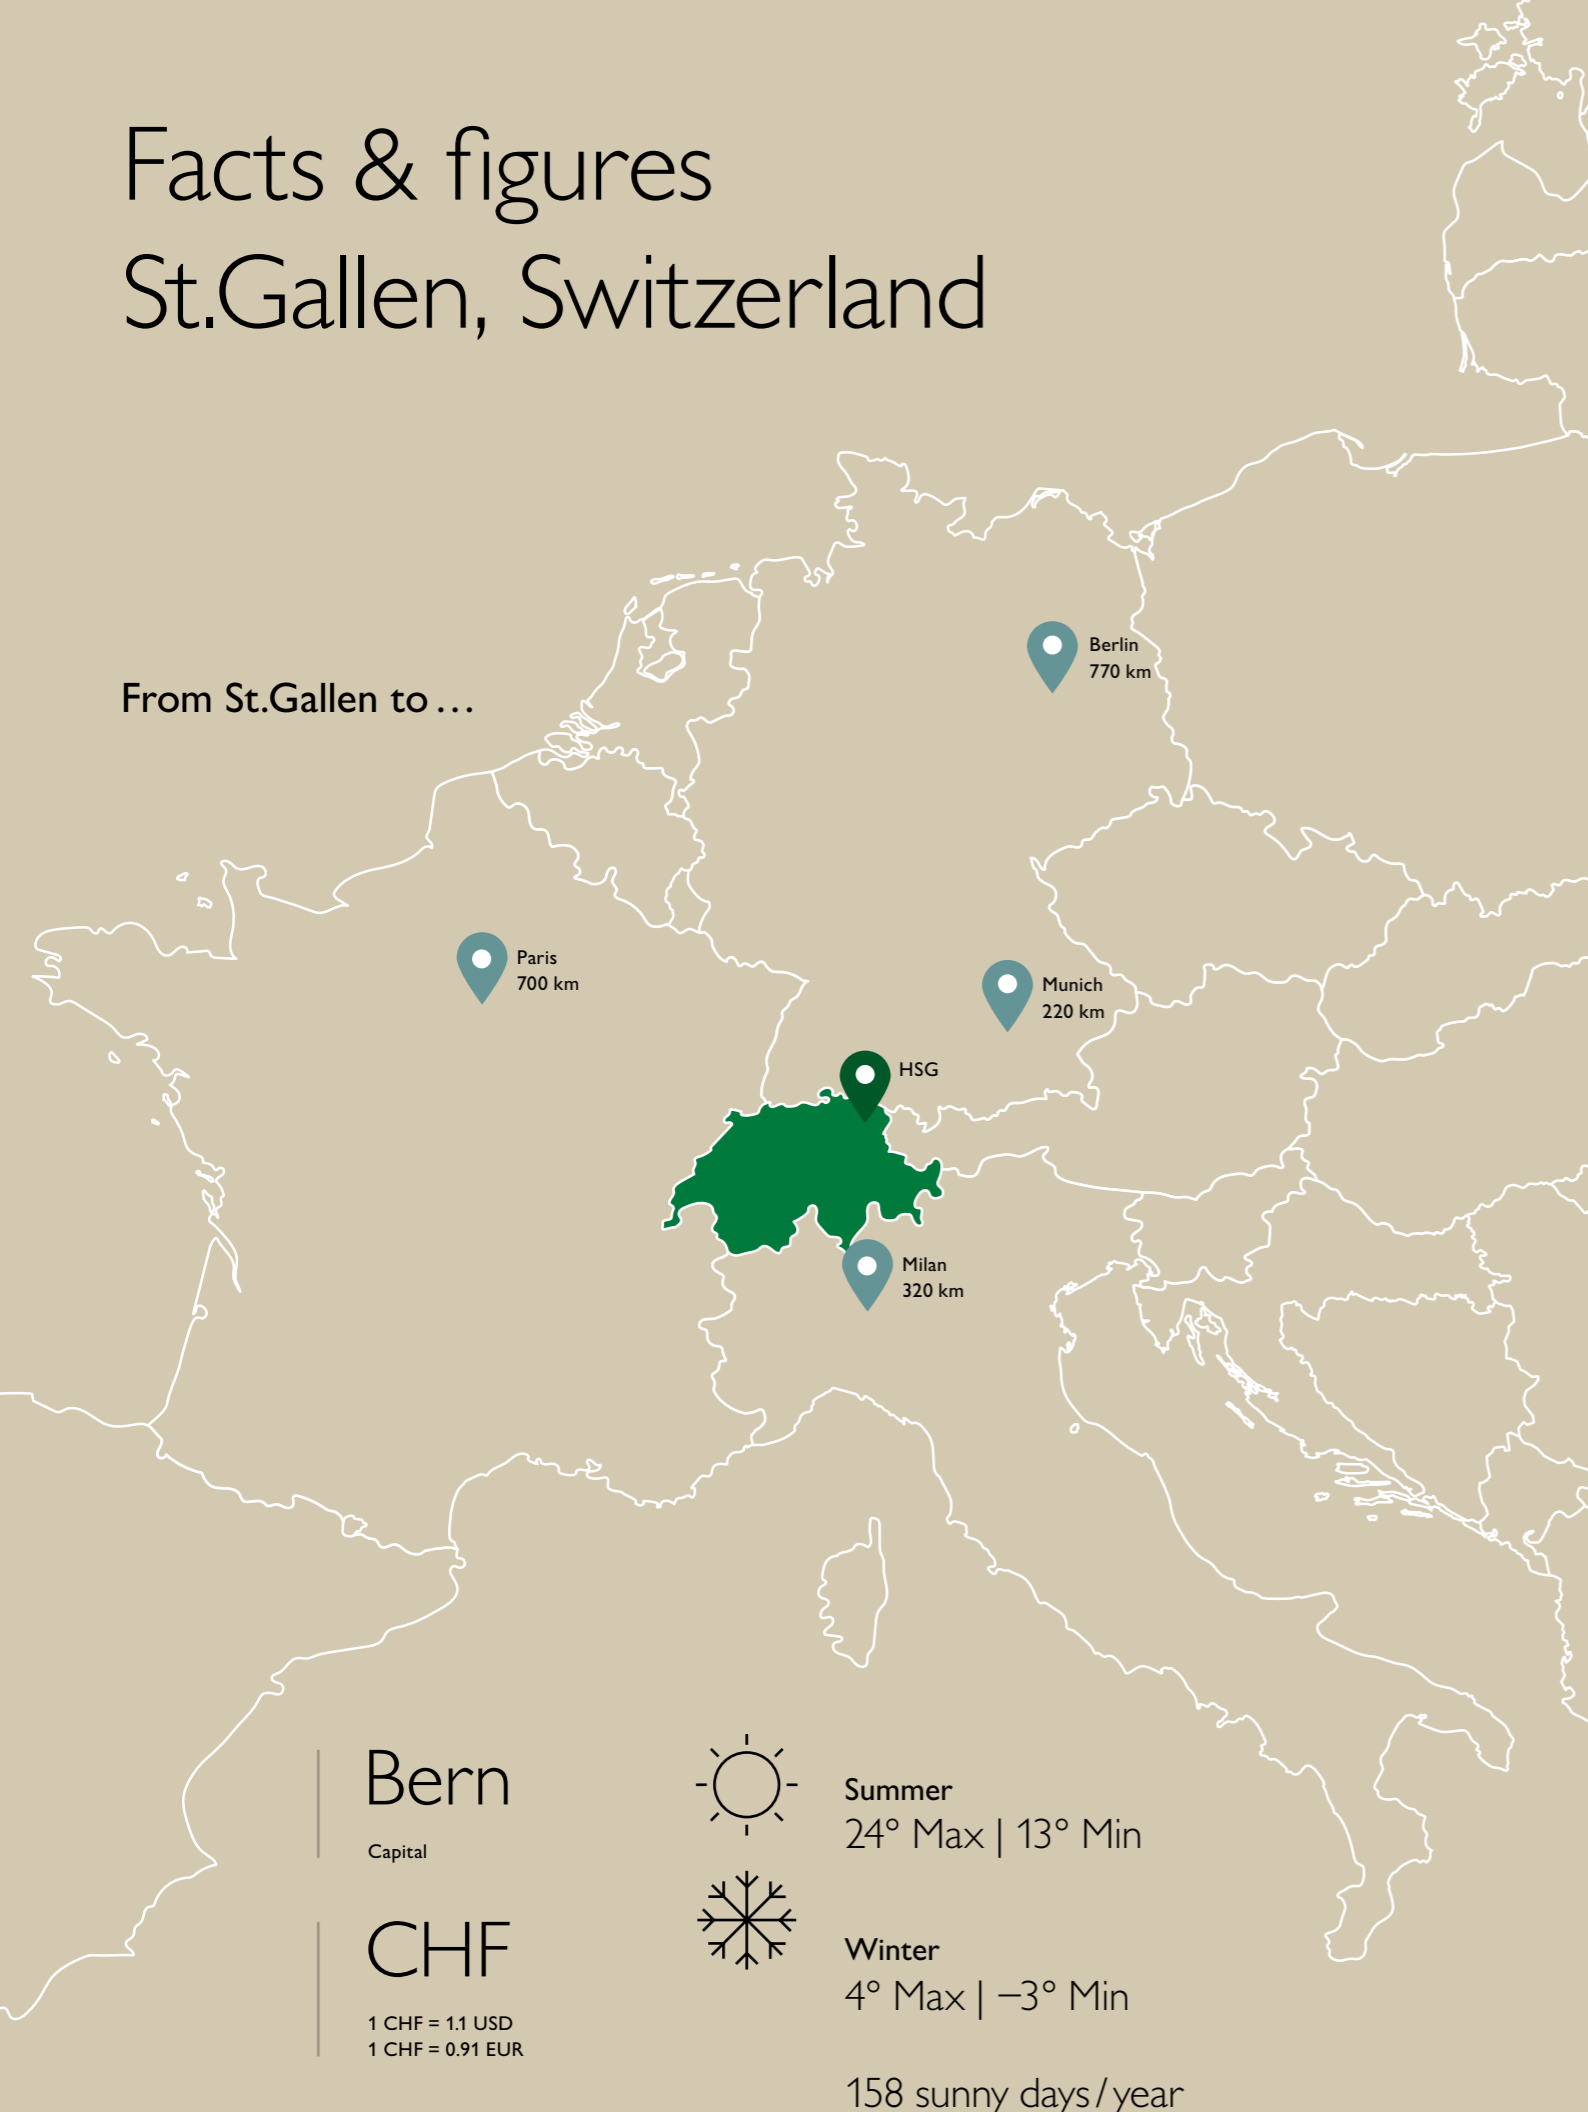 Facts & figures
St.Gallen, Switzerland
From St.Gallen to…
Berlin
770 km
Paris
700 km
Munich
220 km
HSG
Milan
320 km
Bern
Capital
CHF
1 CHF = 1.1 USD
1 CHF = 0.91 EUR
Summer
24° Max | 13° Min
Winter
4° Max | –3° Min
158 sunny days/year